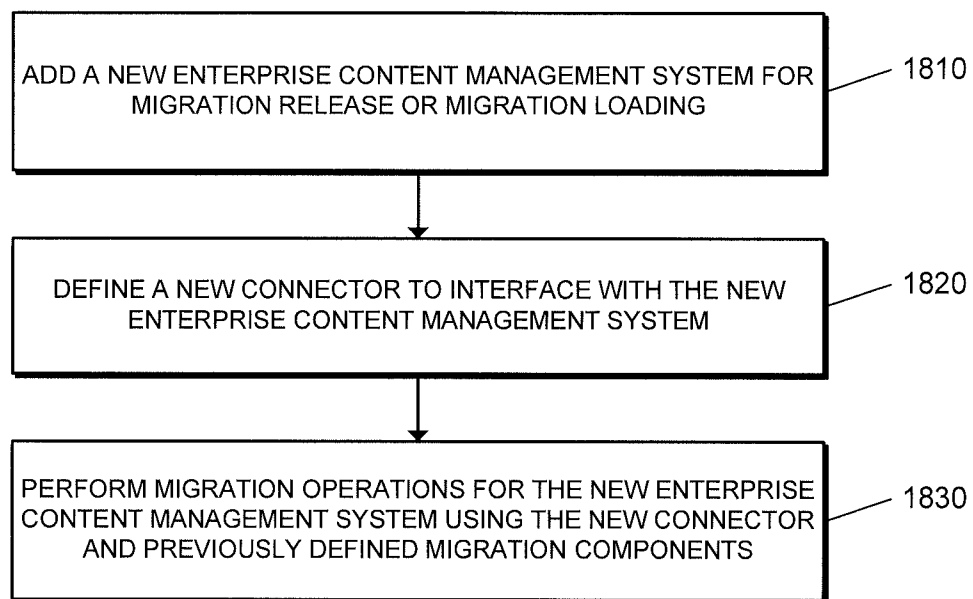 ADD A NEW ENTERPRISE CONTENT MANAGEMENT SYSTEM FOR
MIGRATION RELEASE OR MIGRATION LOADING
1810
DEFINE A NEW CONNECTOR TO INTERFACE WITH THE NEW
ENTERPRISE CONTENT MANAGEMENT SYSTEM
1820
PERFORM MIGRATION OPERATIONS FOR THE NEW ENTERPRISE
CONTENT MANAGEMENT SYSTEM USING THE NEW CONNECTOR
AND PREVIOUSLY DEFINED MIGRATION COMPONENTS
1830